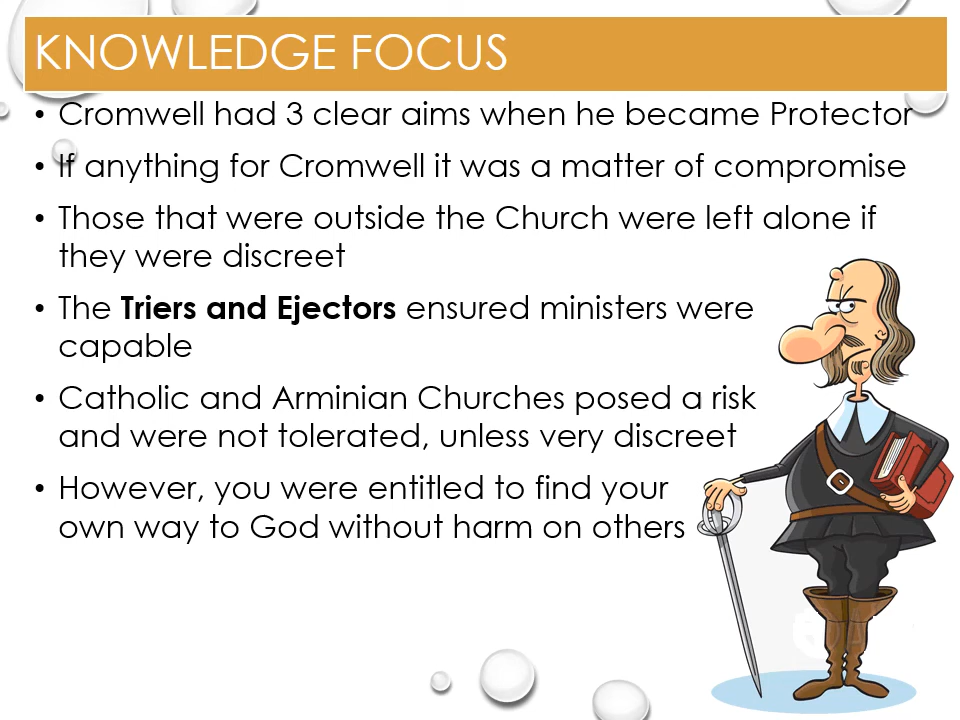 KNOWLEDGE FOCUS
• Cromwell had 3 clear aims when he became Protector
• If anything for Cromwell it was a matter of compromise
• Those that were outside the Church were left alone if
they were discreet
• The Triers and Ejectors ensured ministers were
capable
• Catholic and Arminian Churches posed a risk
and were not tolerated, unless very discreet
• However, you were entitled to find your
own way to God without harm on others